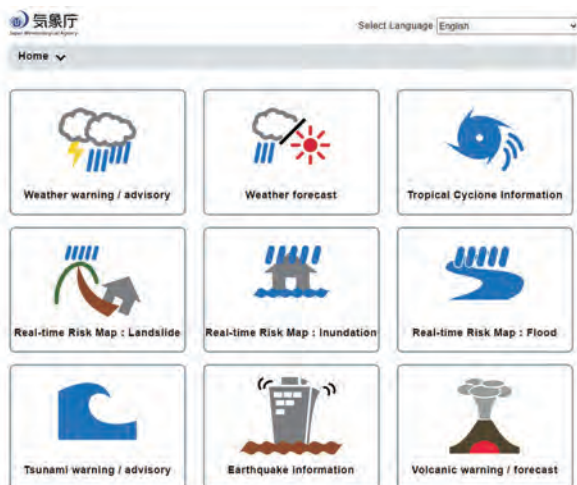 気象庁
Japan Meteorological Agency
Select Language English
Home
Weather warning / advisory
Weather forecast
Tropical Cyclone Information
Real-time Risk Map : Landslide
Real-time Risk Map : Inundation
Real-time Risk Map : Flood
Tsunami warning / advisory
Earthquake information
Volcanic warning / forecast